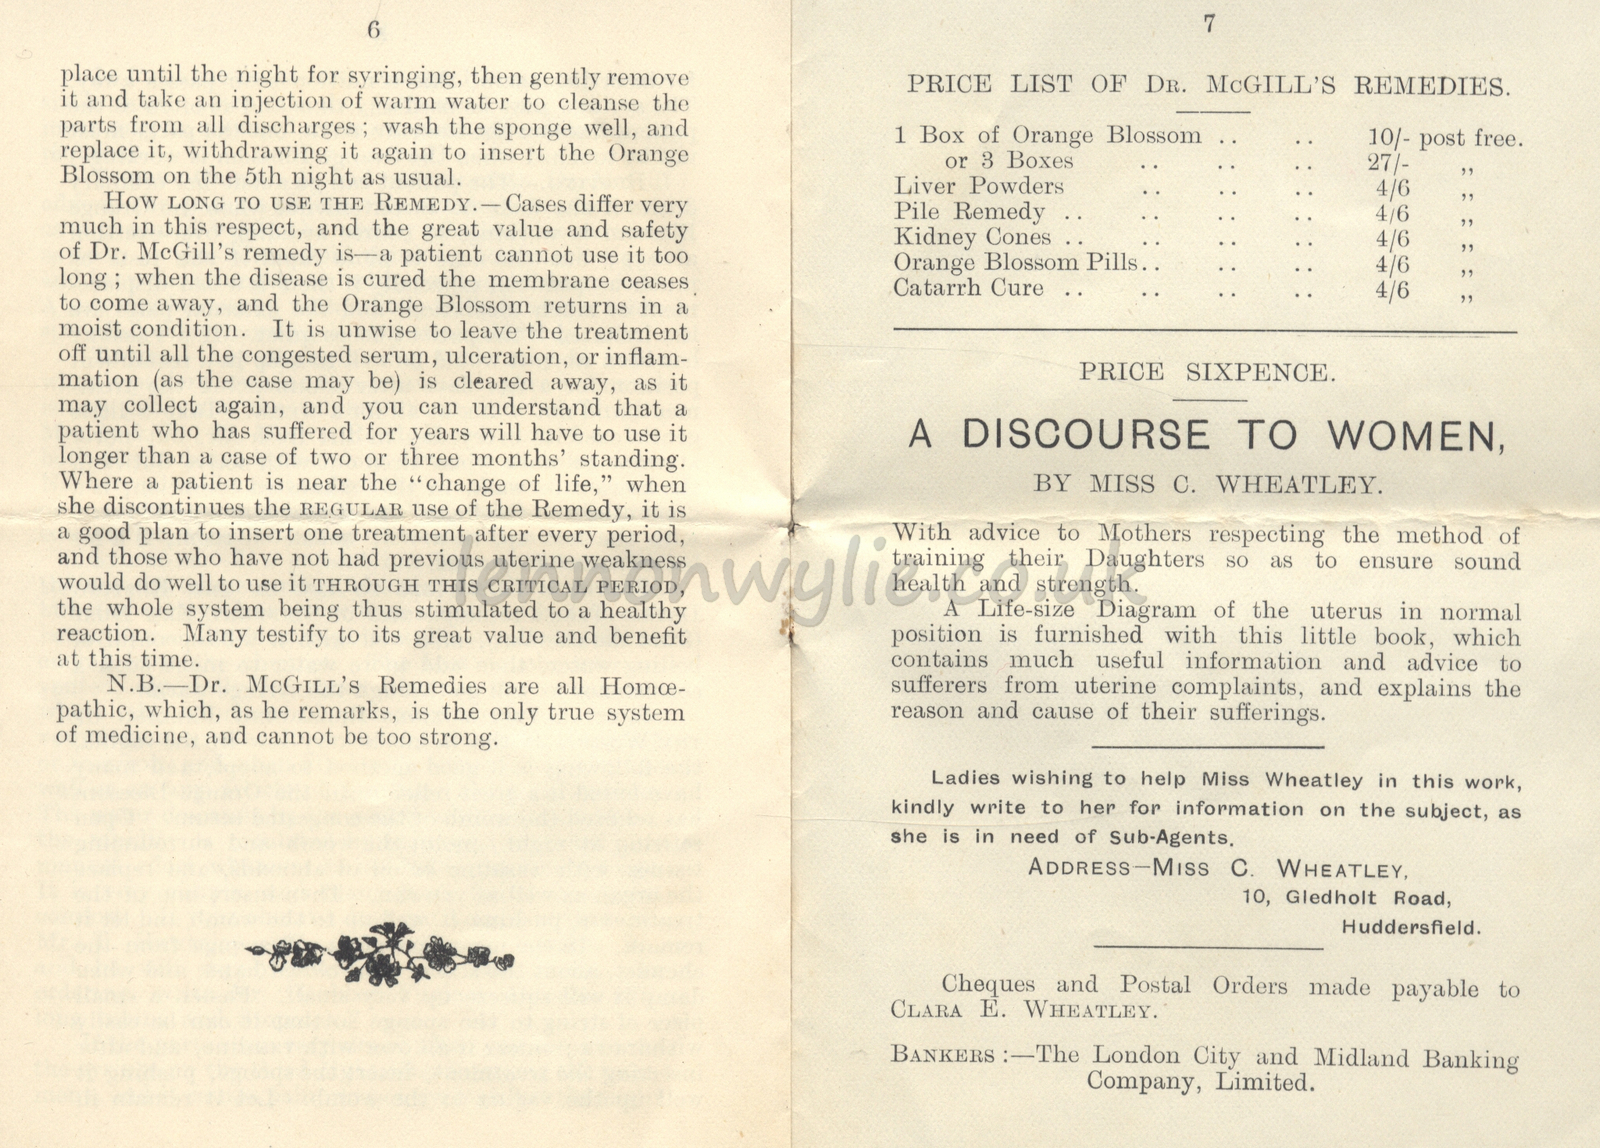 6
place until the night for syringing, then gently remove
it and take an injection of warm water to cleanse the
parts from all discharges; wash the sponge well, and
replace it, withdrawing it again to insert the Orange
Blossom on the 5th night as usual.
How long to use the Remedy.—Cases differ very
much in this respect, and the great value and safety
of Dr. McGill's remedy is—a patient cannot use it too
long; when the disease is cured the membrane ceases
to come away, and the Orange Blossom returns in a
moist condition. It is unwise to leave the treatment
off until all the congested serum, ulceration, or inflam-
mation (as the case may be) is cleared away, as it
may collect again, and you can understand that a
patient who has suffered for years will have to use it
longer than a case of two or three months' standing.
Where a patient is near the "change of life," when
she discontinues the REGULAR use of the Remedy, it is
a good plan to insert one treatment after every period,
and those who have not had previous uterine weakness
would do well to use it THROUGH THIS CRITICAL PERIOD,
the whole system being thus stimulated to a healthy
reaction. Many testify to its great value and benefit
at this time.
N.B.—Dr. McGILL'S Remedies are all Homœ-
pathic, which, as he remarks, is the only true system
of medicine, and cannot be too strong.
7
PRICE LIST OF DR. McGILL'S REMEDIES.
1 Box of Orange Blossom .. .. 10/- post free.
or 3 Boxes .. .. .. 27/- ,,
Liver Powders .. .. .. 4/6 ,,
Pile Remedy .. .. .. .. 4/6 ,,
Kidney Cones .. .. .. .. 4/6 ,,
Orange Blossom Pills.. .. .. 4/6 ,,
Catarrh Cure .. .. .. .. 4/6 ,,
PRICE SIXPENCE.
A DISCOURSE TO WOMEN,
BY MISS C. WHEATLEY.
With advice to Mothers respecting the method of
training their Daughters so as to ensure sound
health and strength.
A Life-size Diagram of the uterus in normal
position is furnished with this little book, which
contains much useful information and advice to
sufferers from uterine complaints, and explains the
reason and cause of their sufferings.
Ladies wishing to help Miss Wheatley in this work,
kindly write to her for information on the subject, as
she is in need of Sub-Agents.
ADDRESS—MISS C. WHEATLEY,
10, Gledholt Road,
Huddersfield.
Cheques and Postal Orders made payable to
CLARA E. WHEATLEY.
BANKERS:—The London City and Midland Banking
Company, Limited.
lennonwylie.co.uk